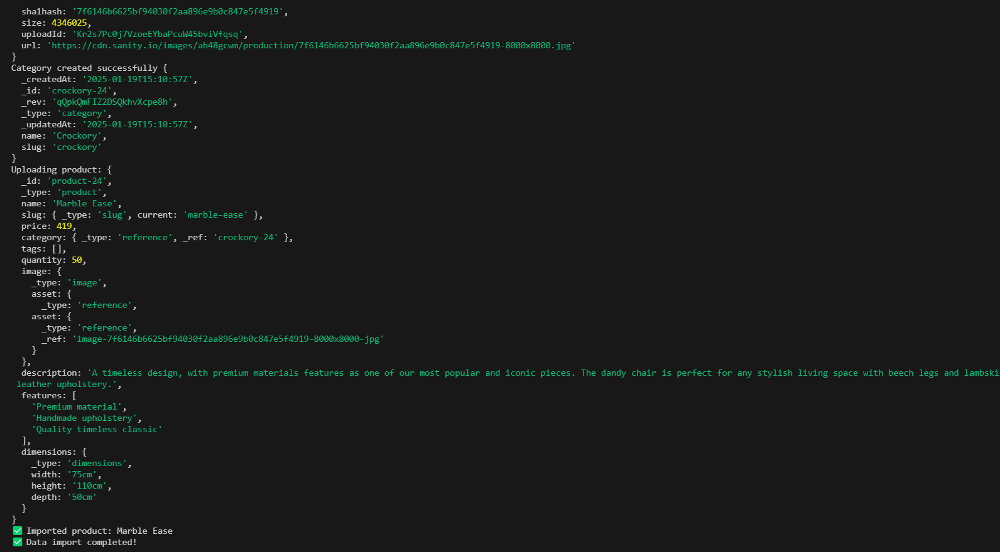 sha1hash: '7f6146b6625bf94030f2aa896e9b0c847e5f4919',
  size: 4346025,
  uploadId: 'Kr2s7Pc0j7VzoeEYbaPcuW45bviVfqsq',
  url: 'https://cdn.sanity.io/images/ah48gcwm/production/7f6146b6625bf94030f2aa896e9b0c847e5f4919-8000x8000.jpg'
}
Category created successfully {
  _createdAt: '2025-01-19T15:10:57Z',
  _id: 'crockory-24',
  _rev: 'qQpkQmFIZ2DSQkhvXcpe8h',
  _type: 'category',
  _updatedAt: '2025-01-19T15:10:57Z',
  name: 'Crockory',
  slug: 'crockory'
}
Uploading product: {
  _id: 'product-24',
  _type: 'product',
  name: 'Marble Ease',
  slug: { _type: 'slug', current: 'marble-ease' },
  price: 419,
  category: { _type: 'reference', _ref: 'crockory-24' },
  tags: [],
  quantity: 50,
  image: {
    _type: 'image',
    asset: {
      _type: 'reference',
    asset: {
      _type: 'reference',
      _ref: 'image-7f6146b6625bf94030f2aa896e9b0c847e5f4919-8000x8000-jpg'
    }
  },
  description: 'A timeless design, with premium materials features as one of our most popular and iconic pieces. The dandy chair is perfect for any stylish living space with beech legs and lambski
 leather upholstery.',
  features: [
    'Premium material',
    'Handmade upholstery',
    'Quality timeless classic'
  ],
  dimensions: {
    _type: 'dimensions',
    width: '75cm',
    height: '110cm',
    depth: '50cm'
  }
}
✅ Imported product: Marble Ease
✅ Data import completed!